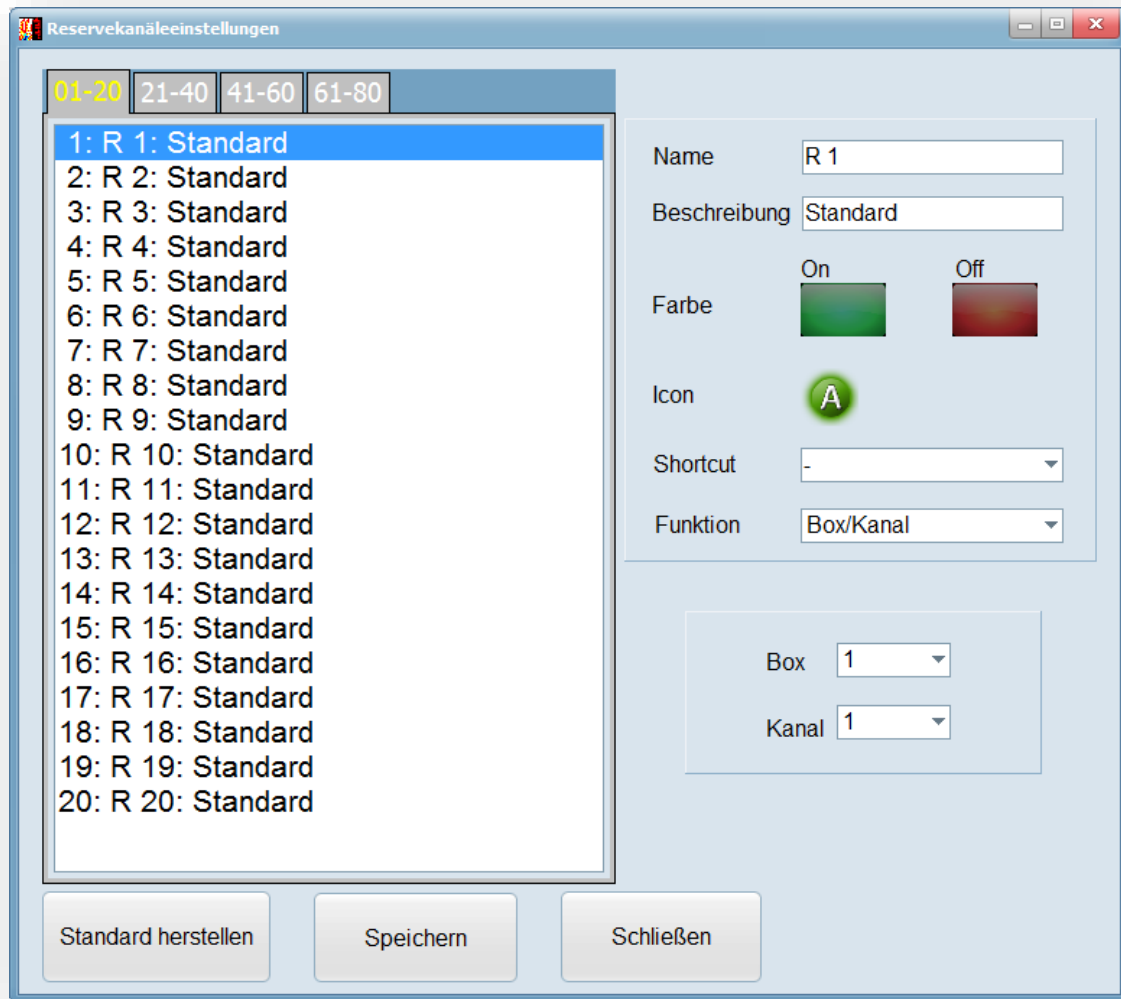 Reservekanäleeinstellungen
01-20 21-40 41-60 61-80
1: R 1: Standard
2: R 2: Standard
3: R 3: Standard
4: R 4: Standard
5: R 5: Standard
6: R 6: Standard
7: R 7: Standard
8: R 8: Standard
9: R 9: Standard
10: R 10: Standard
11: R 11: Standard
12: R 12: Standard
13: R 13: Standard
14: R 14: Standard
15: R 15: Standard
16: R 16: Standard
17: R 17: Standard
18: R 18: Standard
19: R 19: Standard
20: R 20: Standard
Name R 1
Beschreibung Standard
On Off
Farbe
Icon A
Shortcut -
Funktion Box/Kanal
Box 1
Kanal 1
Standard herstellen Speichern Schließen